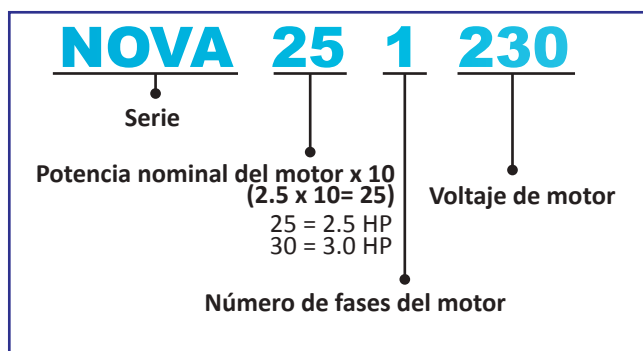 NOVA 25 1 230
Serie
Potencia nominal del motor x 10
(2.5 x 10= 25)
25 = 2.5 HP
30 = 3.0 HP
Voltaje de motor
Número de fases del motor